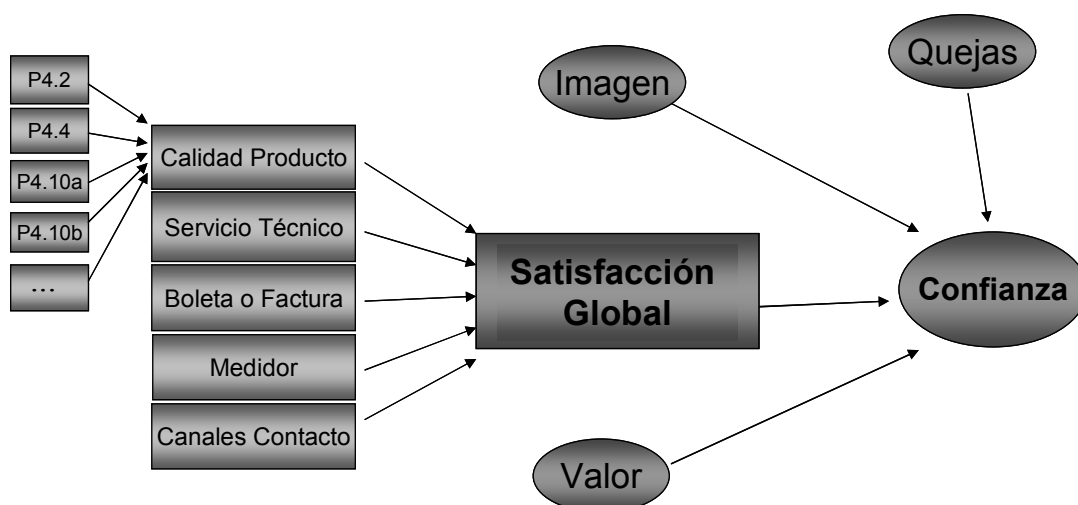 P4.2
P4.4
P4.10a
P4.10b
...
Calidad Producto
Servicio Técnico
Boleta o Factura
Medidor
Canales Contacto
Satisfacción
Global
Imagen
Quejas
Confianza
Valor